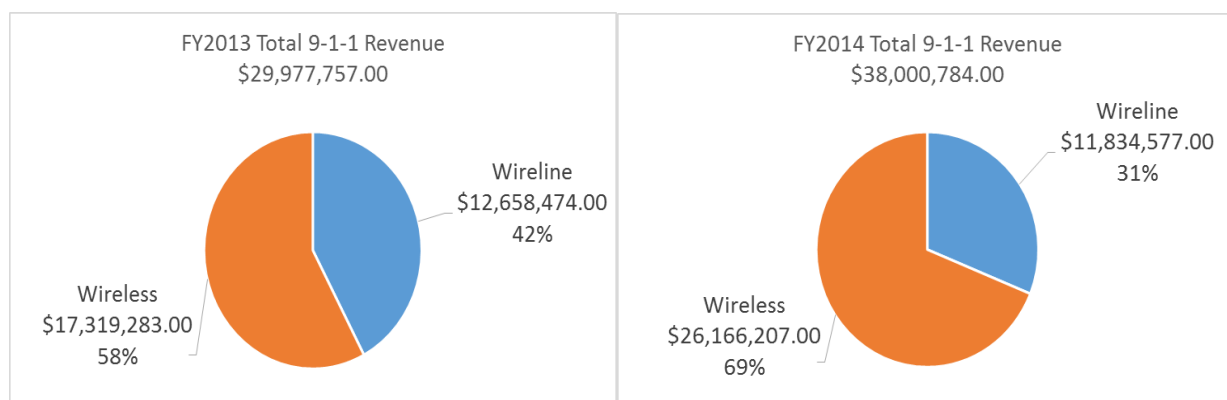 FY2013 Total 9-1-1 Revenue
$29,977,757.00
Wireline
$12,658,474.00
42%
Wireless
$17,319,283.00
58%
FY2014 Total 9-1-1 Revenue
$38,000,784.00
Wireline
$11,834,577.00
31%
Wireless
$26,166,207.00
69%